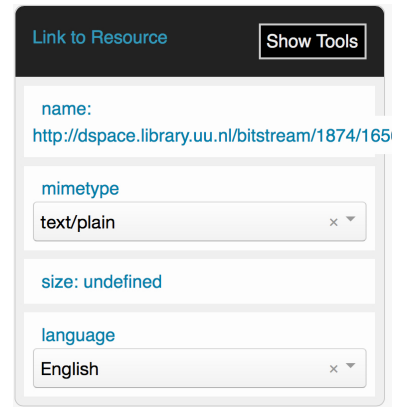 Link to Resource
Show Tools
name:
http://dspace.library.uu.nl/bitstream/1874/165
mimetype
text/plain
size: undefined
language
English